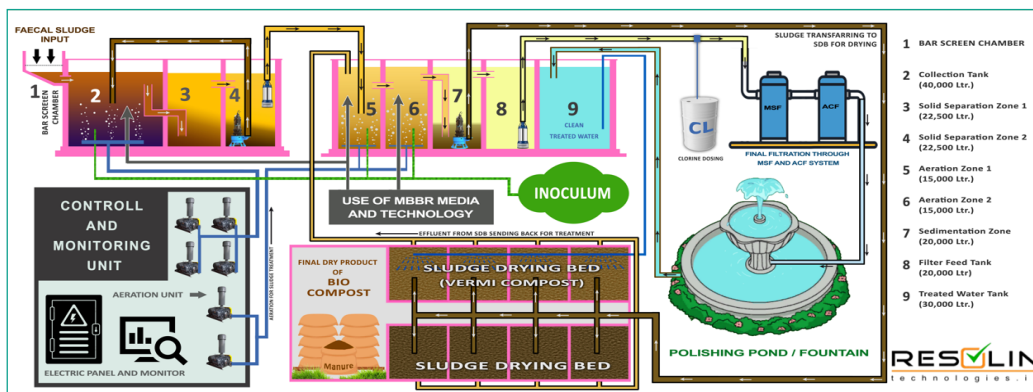 FAECAL SLUDGE
INPUT
1
BAR SCREEN
CHAMBER
2
3
4
5
6
7
8
9
CLEAN
TREATED WATER
SLUDGE TRANSFARRING TO
SDB FOR DRYING
CL
CLORINE DOSING
MSF
ACF
FINAL FILTRATION THROUGH
MSF AND ACF SYSTEM
INOCULUM
USE OF MBBR MEDIA
AND TECHNOLOGY
CONTROLL
AND
MONITORING
UNIT
AERATION UNIT
ELECTRIC PANEL AND MONITOR
AERATION FOR SLUDGE TREATMENT
EFFLUENT FROM SDB SENDING BACK FOR TREATMENT
FINAL DRY PRODUCT
OF
BIO
COMPOST
Manure
SLUDGE DRYING BED
(VERMI COMPOST)
SLUDGE DRYING BED
POLISHING POND / FOUNTAIN
1 BAR SCREEN CHAMBER
2 Collection Tank
(40,000 Ltr.)
3 Solid Separation Zone 1
(22,500 Ltr.)
4 Solid Separation Zone 2
(22,500 Ltr.)
5 Aeration Zone 1
(15,000 Ltr.)
6 Aeration Zone 2
(15,000 Ltr.)
7 Sedimentation Zone
(20,000 Ltr.)
8 Filter Feed Tank
(20,000 Ltr)
9 Treated Water Tank
(30,000 Ltr.)
RESOLIN
technologies.i